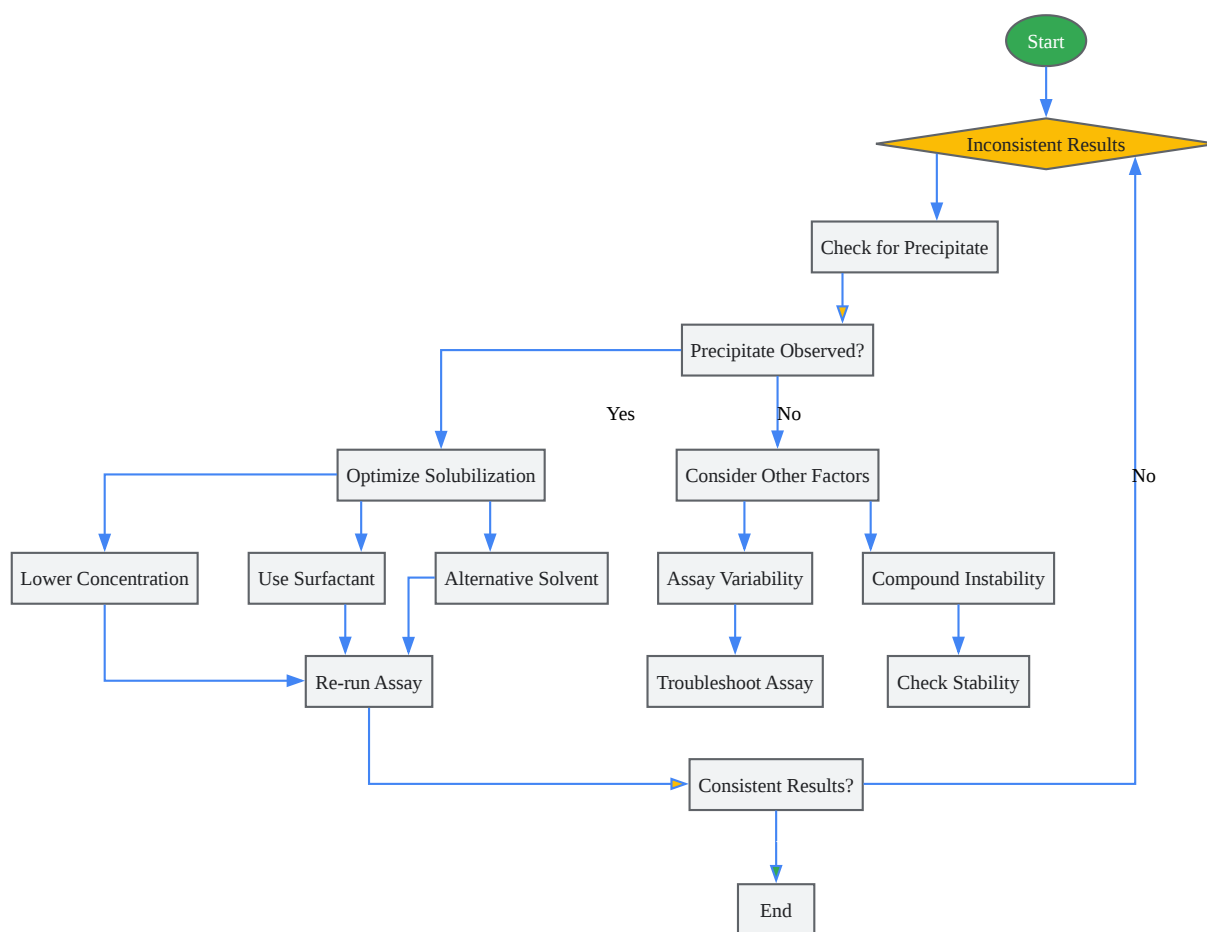 Start
Inconsistent Results
Check for Precipitate
Precipitate Observed?
Yes
No
Optimize Solubilization
Consider Other Factors
No
Lower Concentration
Use Surfactant
Alternative Solvent
Assay Variability
Compound Instability
Re-run Assay
Troubleshoot Assay
Check Stability
Consistent Results?
End